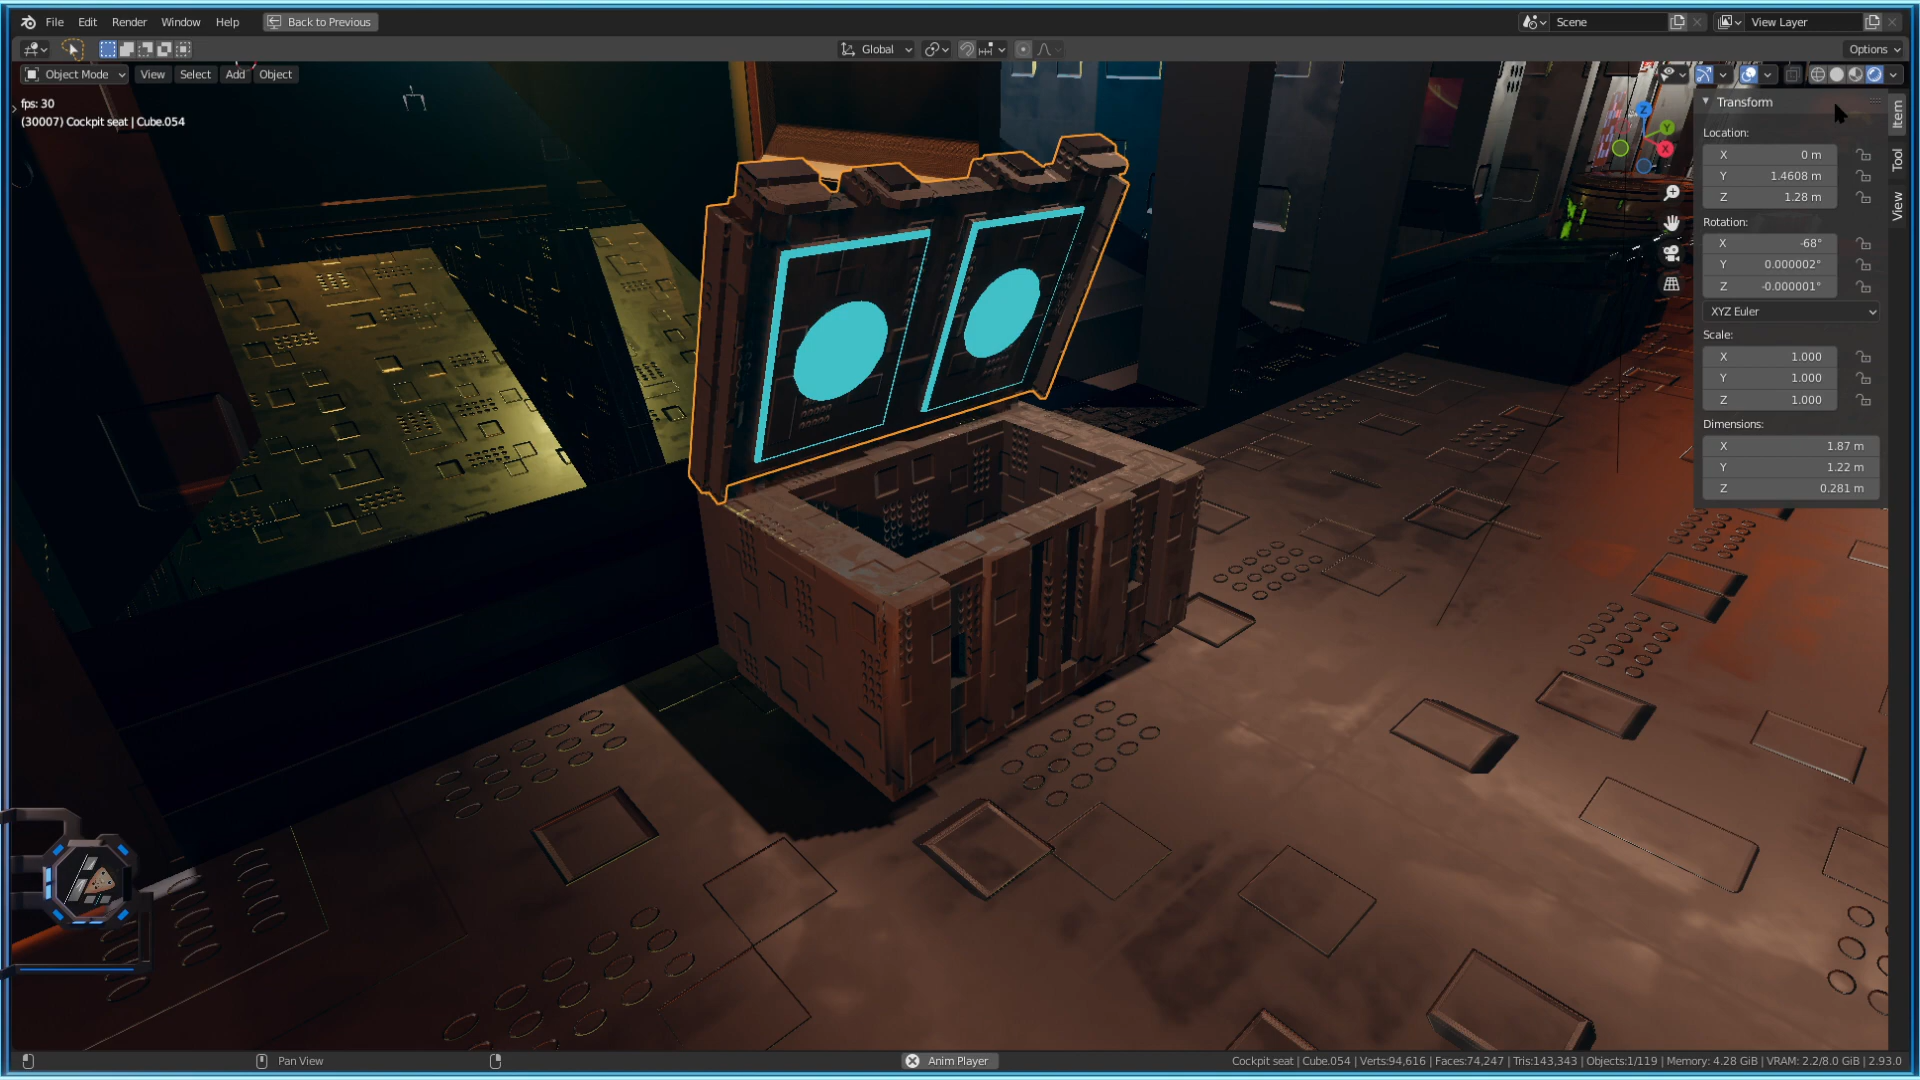 File Edit Render Window Help Back to Previous Scene View Layer
Global Options
Object Mode View Select Add Object
fps: 30
(30007) Cockpit seat | Cube.054
Transform
Location:
X 0 m
Y 1.4608 m
Z 1.28 m
Rotation:
X -68°
Y 0.000002°
Z -0.000001°
XYZ Euler
Scale:
X 1.000
Y 1.000
Z 1.000
Dimensions:
X 1.87 m
Y 1.22 m
Z 0.281 m
Item
Tool
View
Z
Y
X
Pan View Anim Player Cockpit seat | Cube.054 | Verts:94,616 | Faces:74,247 | Tris:143,343 | Objects:1/119 | Memory: 4.28 GiB | VRAM: 2.2/8.0 GiB | 2.93.0